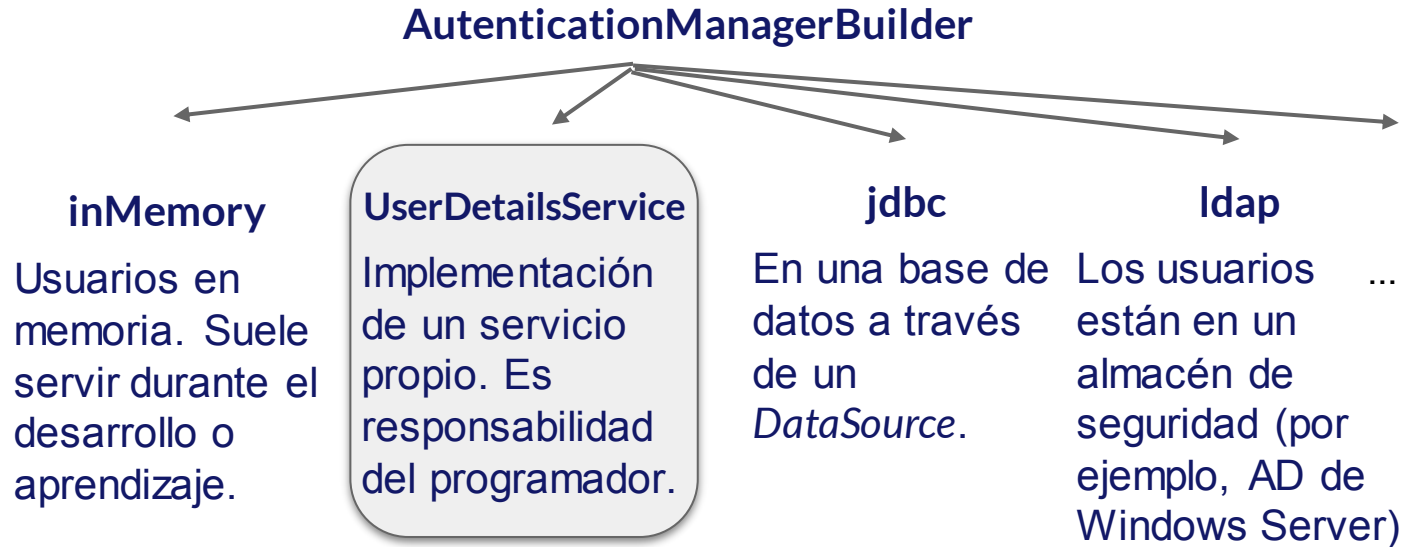 AutenticationManagerBuilder
inMemory
Usuarios en
memoria. Suele
servir durante el
desarrollo o
aprendizaje.
UserDetailsService
Implementación
de un servicio
propio. Es
responsabilidad
del programador.
jdbc
En una base de
datos a través
de un
DataSource.
ldap
Los usuarios
están en un
almacén de
seguridad (por
ejemplo, AD de
Windows Server)
...